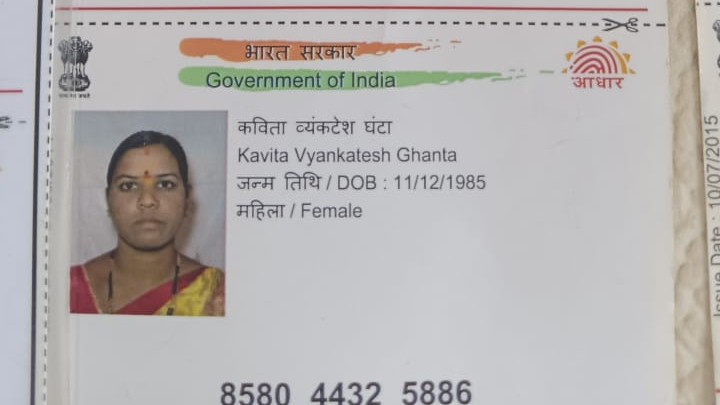 भारत सरकार
Government of India
आधार
कविता व्यंकटेश घंटा
Kavita Vyankatesh Ghanta
जन्म तिथि / DOB : 11/12/1985
महिला / Female
8580 4432 5886
Issue Date : 10/07/2015